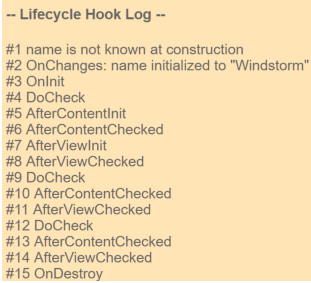 -- Lifecycle Hook Log --
#1 name is not known at construction
#2 OnChanges: name initialized to "Windstorm"
#3 OnInit
#4 DoCheck
#5 AfterContentInit
#6 AfterContentChecked
#7 AfterViewInit
#8 AfterViewChecked
#9 DoCheck
#10 AfterContentChecked
#11 AfterViewChecked
#12 DoCheck
#13 AfterContentChecked
#14 AfterViewChecked
#15 OnDestroy